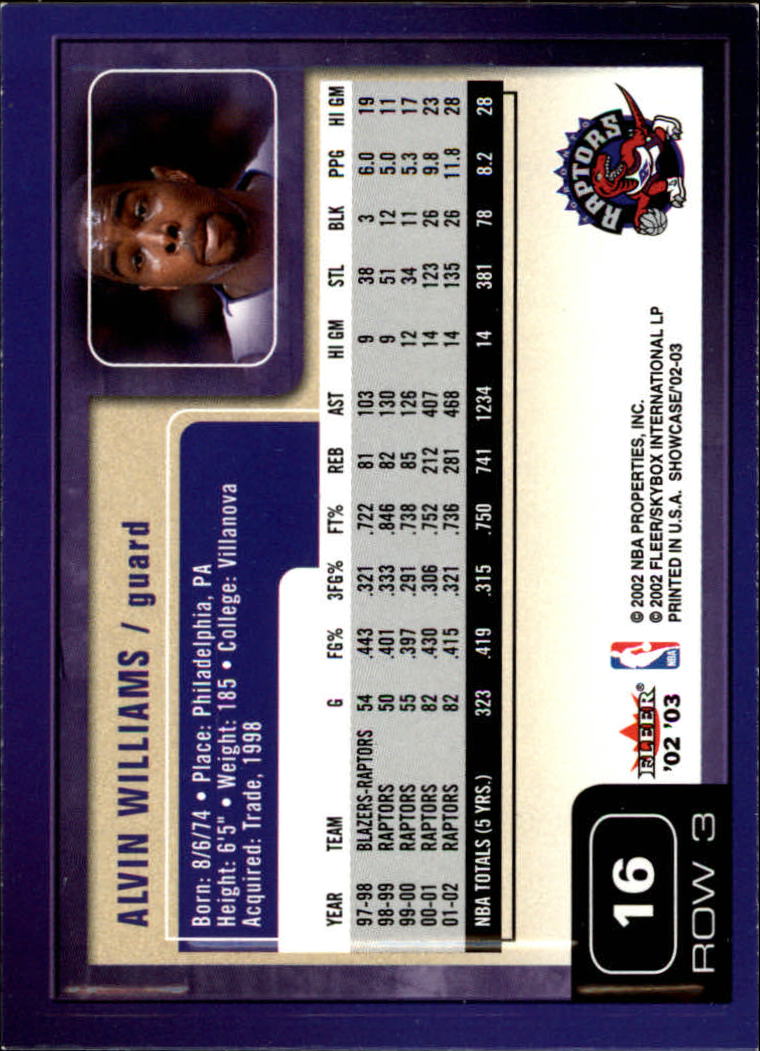 ALVIN WILLIAMS / guard
Born: 8/6/74 • Place: Philadelphia, PA
Height: 6'5" • Weight: 185 • College: Villanova
Acquired: Trade, 1998
YEAR TEAM G FG% 3FG% FT% REB AST HI GM STL BLK PPG HI GM
97-98 BLAZERS-RAPTORS 54 .443 .321 .722 81 103 9 38 3 6.0 19
98-99 RAPTORS 50 .401 .333 .846 82 130 9 51 12 5.0 11
99-00 RAPTORS 55 .397 .291 .738 85 126 12 34 11 5.3 17
00-01 RAPTORS 82 .430 .306 .752 212 407 14 123 26 9.8 23
01-02 RAPTORS 82 .415 .321 .736 281 468 14 135 26 11.8 28
NBA TOTALS (5 YRS.) 323 .419 .315 .750 741 1234 14 381 78 8.2 28
TORONTO
RAPTORS
16
ROW 3
FLEER®
'02 '03
NBA
© 2002 NBA PROPERTIES, INC.
© 2002 FLEER/SKYBOX INTERNATIONAL LP
PRINTED IN U.S.A. SHOWCASE/'02-03